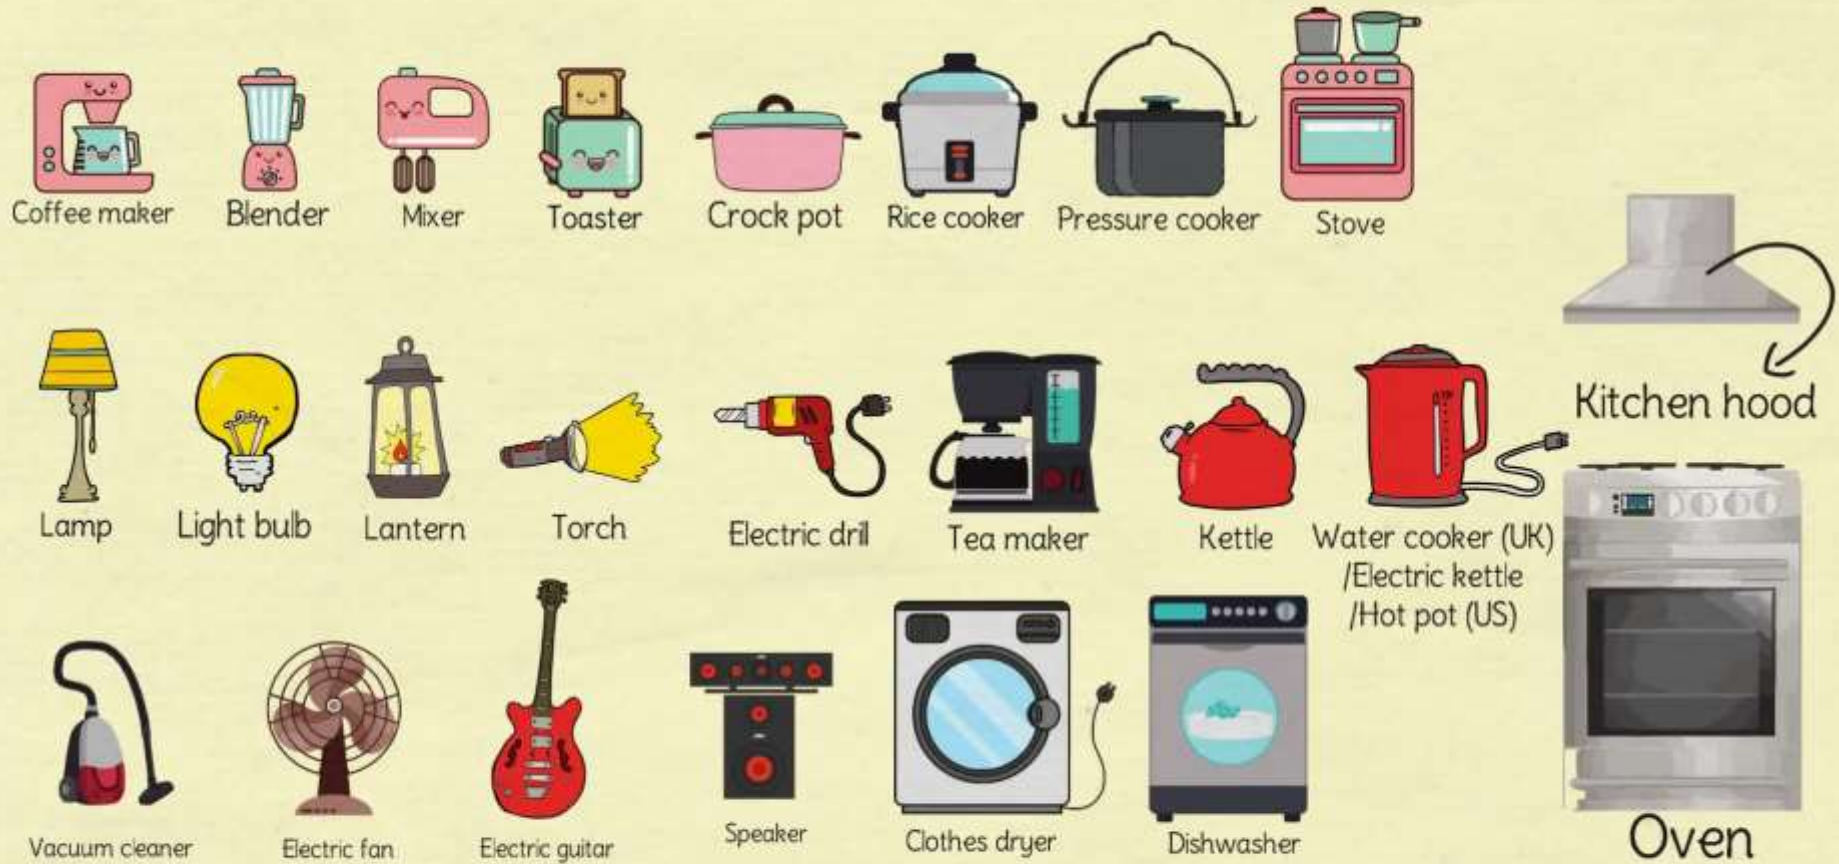 Coffee maker
Blender
Mixer
Toaster
Crock pot
Rice cooker
Pressure cooker
Stove
Kitchen hood
Lamp
Light bulb
Lantern
Torch
Electric drill
Tea maker
Kettle
Water cooker (UK)
/Electric kettle
/Hot pot (US)
Vacuum cleaner
Electric fan
Electric guitar
Speaker
Clothes dryer
Dishwasher
Oven